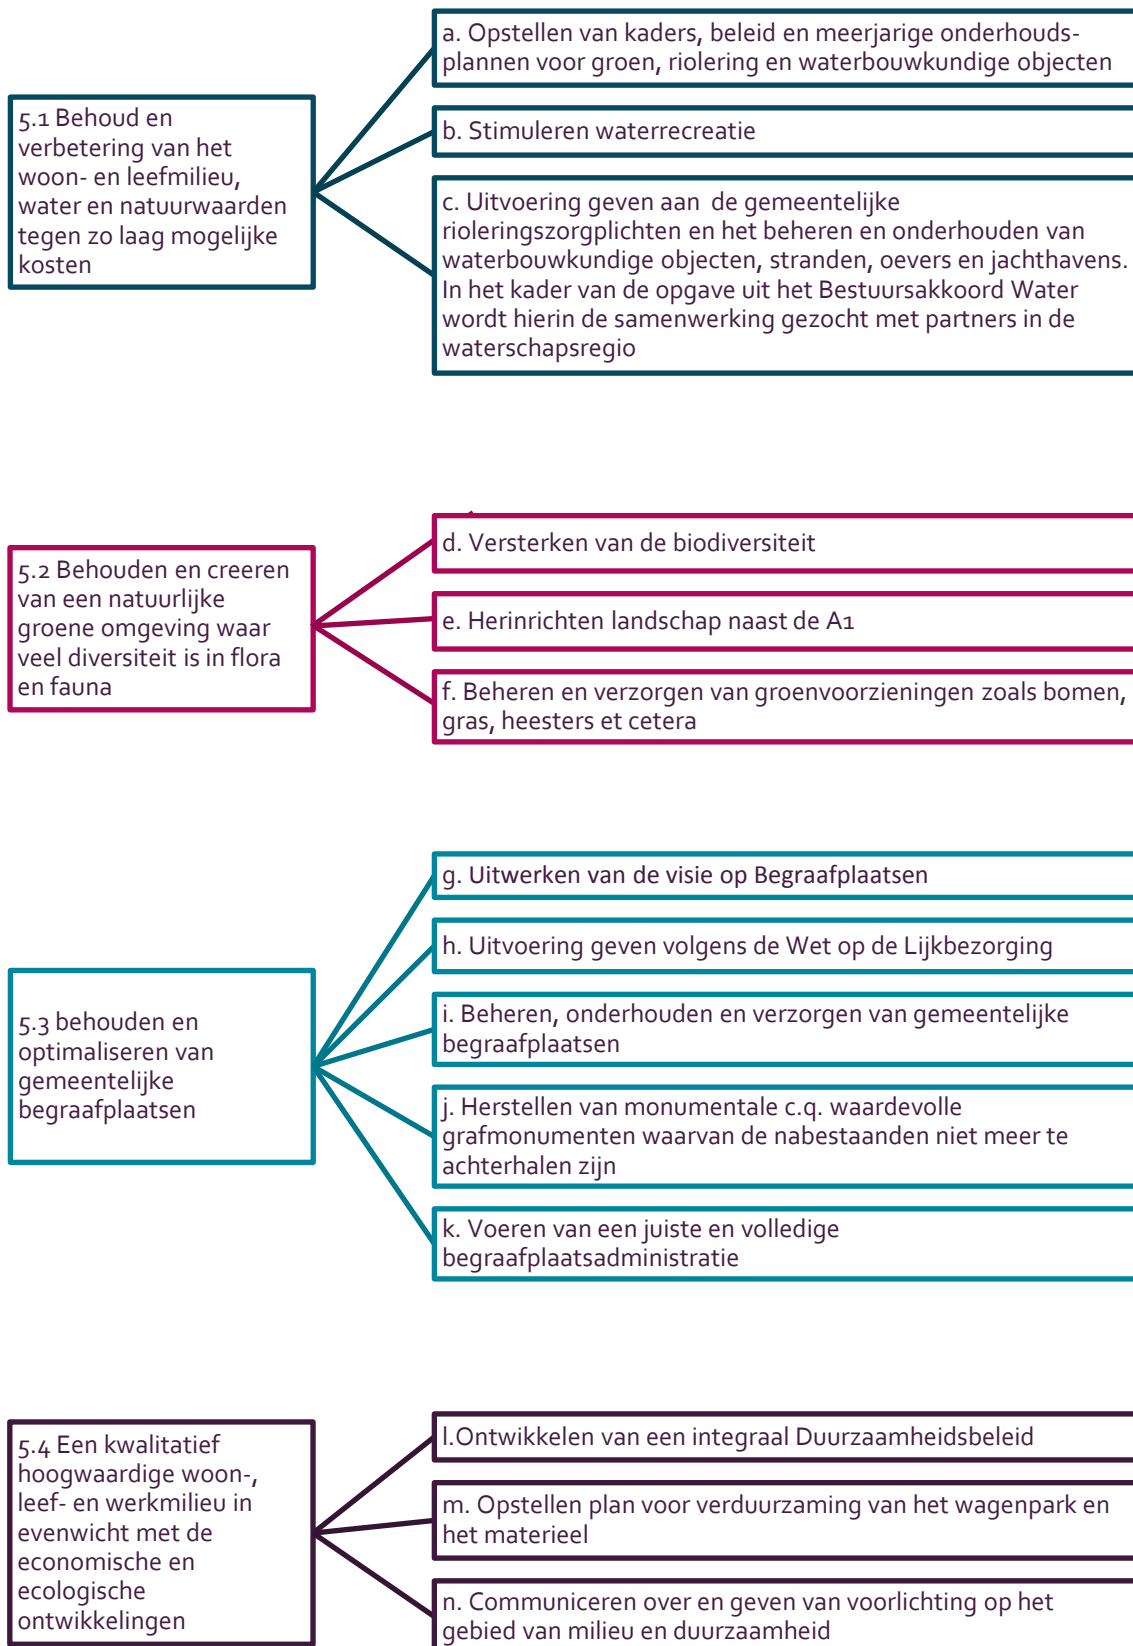 5.1 Behoud en
verbetering van het
woon- en leefmilieu,
water en natuurwaarden
tegen zo laag mogelijke
kosten
a. Opstellen van kaders, beleid en meerjarige onderhouds-
plannen voor groen, riolering en waterbouwkundige objecten
b. Stimuleren waterrecreatie
c. Uitvoering geven aan  de gemeentelijke
rioleringszorgplichten en het beheren en onderhouden van
waterbouwkundige objecten, stranden, oevers en jachthavens.
In het kader van de opgave uit het Bestuursakkoord Water
wordt hierin de samenwerking gezocht met partners in de
waterschapsregio
5.2 Behouden en creeren
van een natuurlijke
groene omgeving waar
veel diversiteit is in flora
en fauna
d. Versterken van de biodiversiteit
e. Herinrichten landschap naast de A1
f. Beheren en verzorgen van groenvoorzieningen zoals bomen,
gras, heesters et cetera
5.3 behouden en
optimaliseren van
gemeentelijke
begraafplaatsen
g. Uitwerken van de visie op Begraafplaatsen
h. Uitvoering geven volgens de Wet op de Lijkbezorging
i. Beheren, onderhouden en verzorgen van gemeentelijke
begraafplaatsen
j. Herstellen van monumentale c.q. waardevolle
grafmonumenten waarvan de nabestaanden niet meer te
achterhalen zijn
k. Voeren van een juiste en volledige
begraafplaatsadministratie
5.4 Een kwalitatief
hoogwaardige woon-,
leef- en werkmilieu in
evenwicht met de
economische en
ecologische
ontwikkelingen
l.Ontwikkelen van een integraal Duurzaamheidsbeleid
m. Opstellen plan voor verduurzaming van het wagenpark en
het materieel
n. Communiceren over en geven van voorlichting op het
gebied van milieu en duurzaamheid